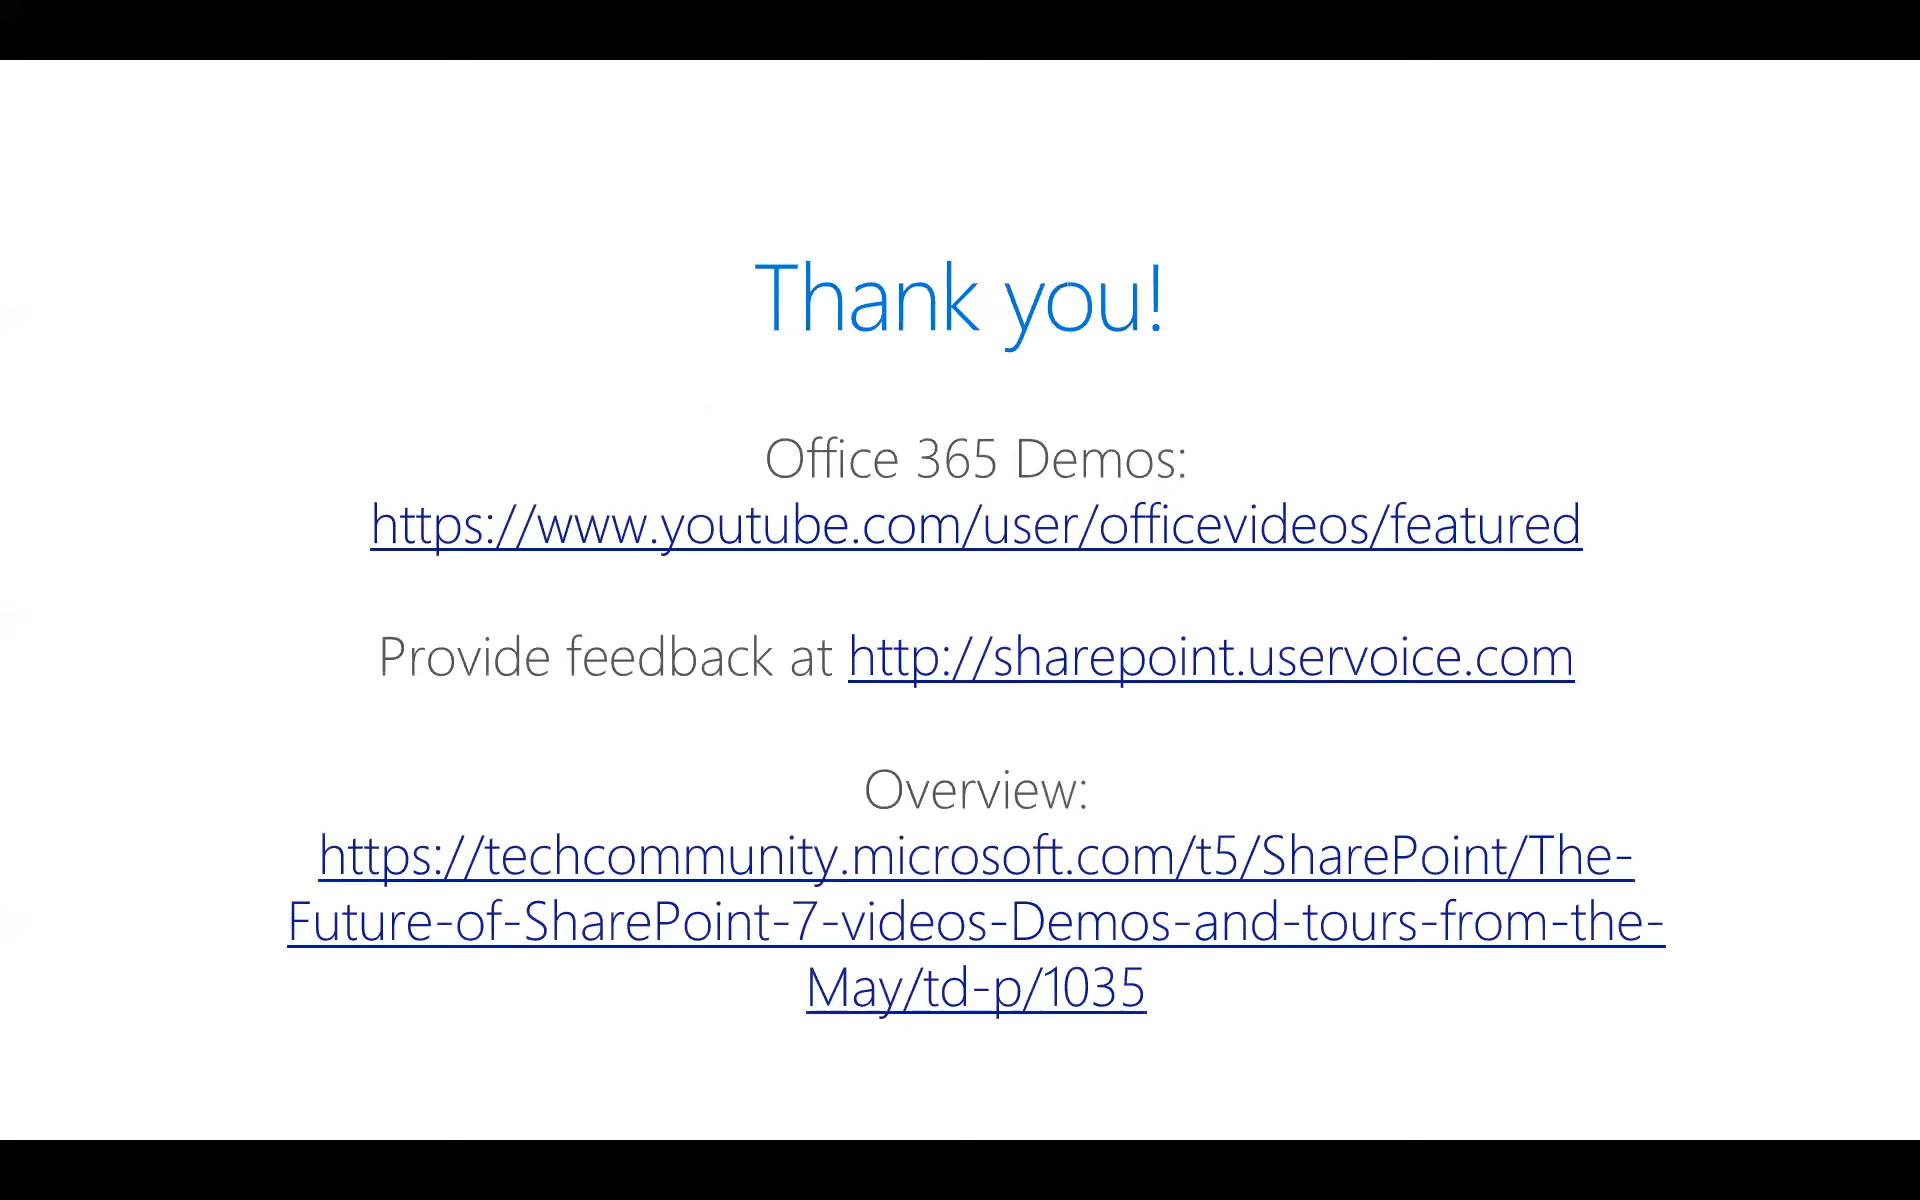 Thank you!
Office 365 Demos:
https://www.youtube.com/user/officevideos/featured
Provide feedback at http://sharepoint.uservoice.com
Overview:
https://techcommunity.microsoft.com/t5/SharePoint/The-
Future-of-SharePoint-7-videos-Demos-and-tours-from-the-
May/td-p/1035